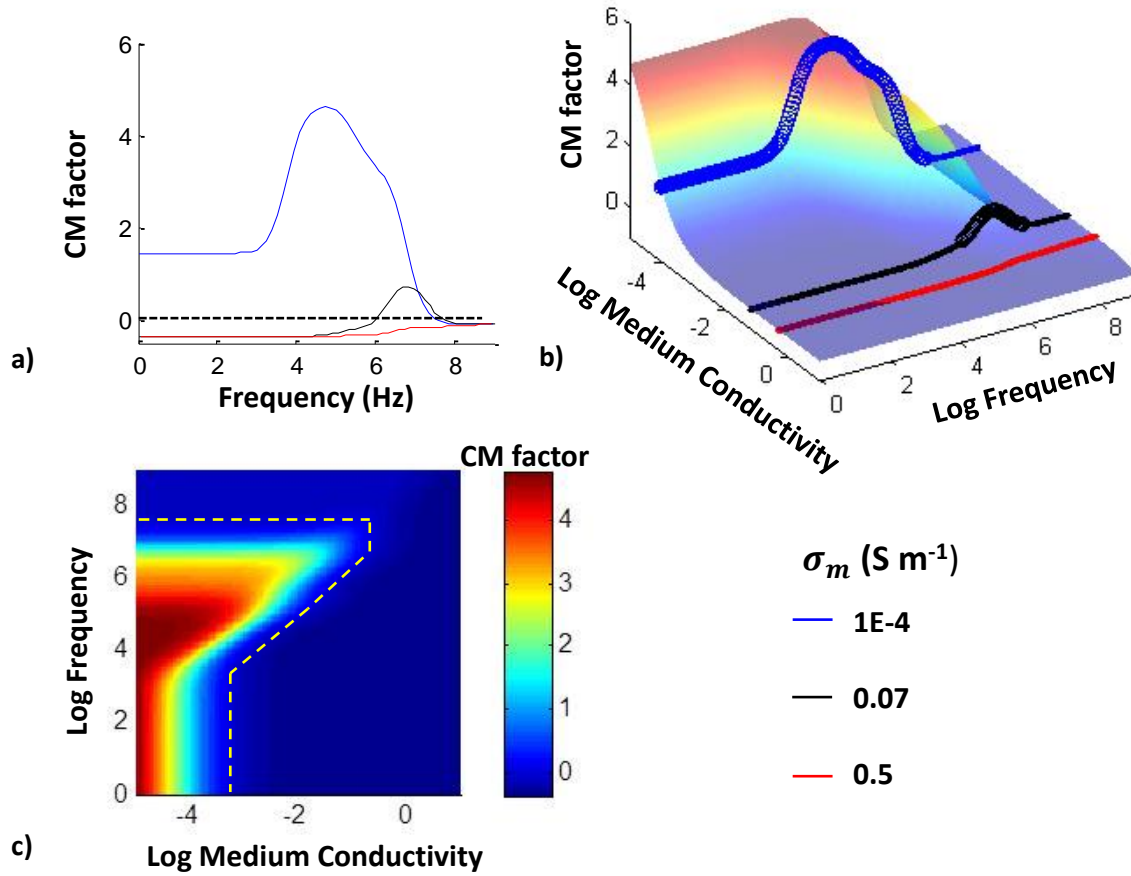 6
4
2
0
CM factor
0 2 4 6 8
Frequency (Hz)
a)
6
4
2
0
CM factor
-4
-2
0
Log Medium Conductivity
0
2
4
6
8
Log Frequency
b)
CM factor
8
6
4
2
0
Log Frequency
-4 -2 0
Log Medium Conductivity
4
3
2
1
0
c)
σm (S m-1)
1E-4
0.07
0.5